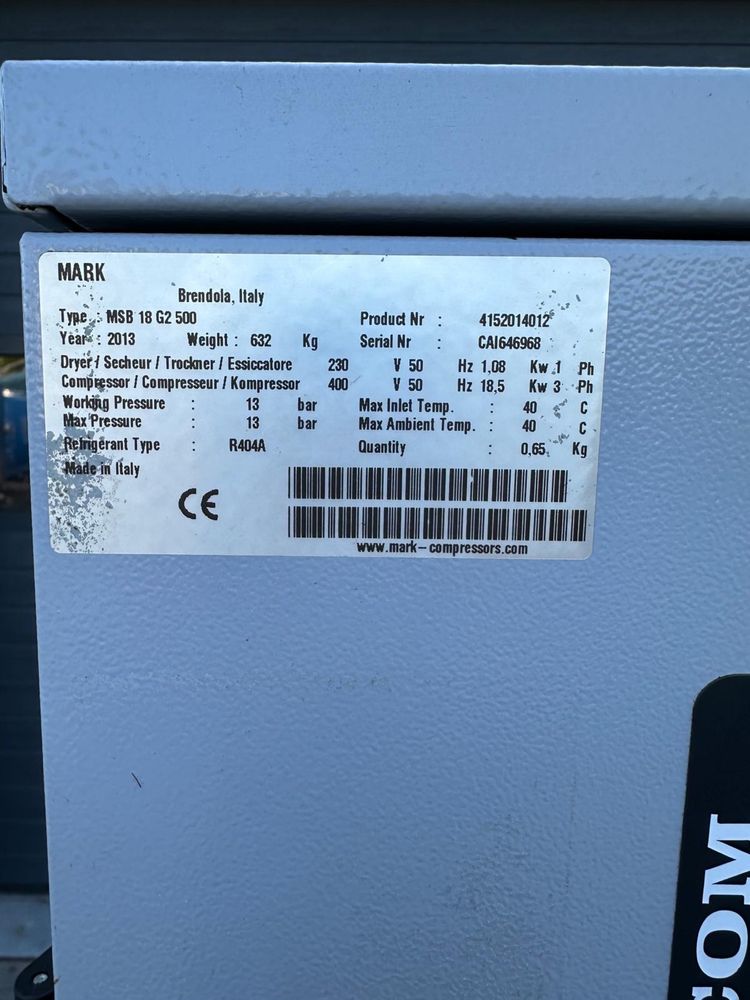 MARK
Brendola, Italy
Type : MSB 18 G2 500 Product Nr : 4152014012
Year : 2013 Weight : 632 Kg Serial Nr : CAI646968
Dryer / Secheur / Trockner / Essiccatore 230 V 50 Hz 1,08 Kw 1 Ph
Compressor / Compresseur / Kompressor 400 V 50 Hz 18,5 Kw 3 Ph
Working Pressure : 13 bar Max Inlet Temp. : 40 C
Max Pressure : 13 bar Max Ambient Temp. : 40 C
Refrigerant Type : R404A Quantity : 0,65 Kg
Made in Italy
CE
www.mark-compressors.com
COM